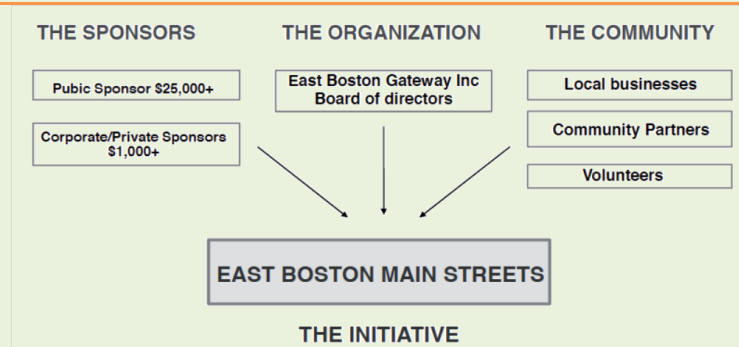 THE SPONSORS
Pubic Sponsor $25,000+
Corporate/Private Sponsors
$1,000+
THE ORGANIZATION
East Boston Gateway Inc
Board of directors
THE COMMUNITY
Local businesses
Community Partners
Volunteers
EAST BOSTON MAIN STREETS
THE INITIATIVE